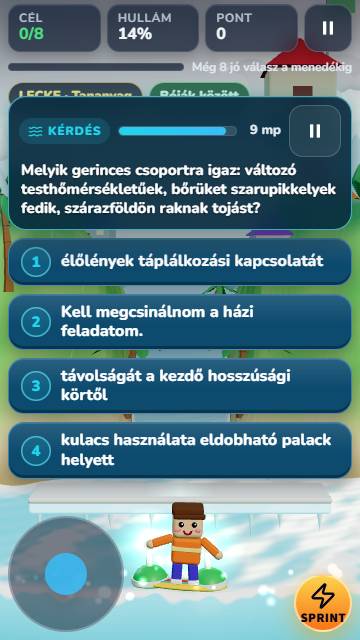 CÉL
0/8
HULLÁM
14%
PONT
0
Még 8 jó válasz a menedékig
LECKE · Tananyag
Bóják között
KÉRDÉS
9 mp
Melyik gerinces csoportra igaz: változó
testhőmérsékletűek, bőrüket szarupikkelyek
fedik, szárazföldön raknak tojást?
1 élőlények táplálkozási kapcsolatát
2 Kell megcsinálnom a házi
feladatom.
3 távolságát a kezdő hosszúsági
körtől
4 kulacs használata eldobható palack
helyett
SPRINT